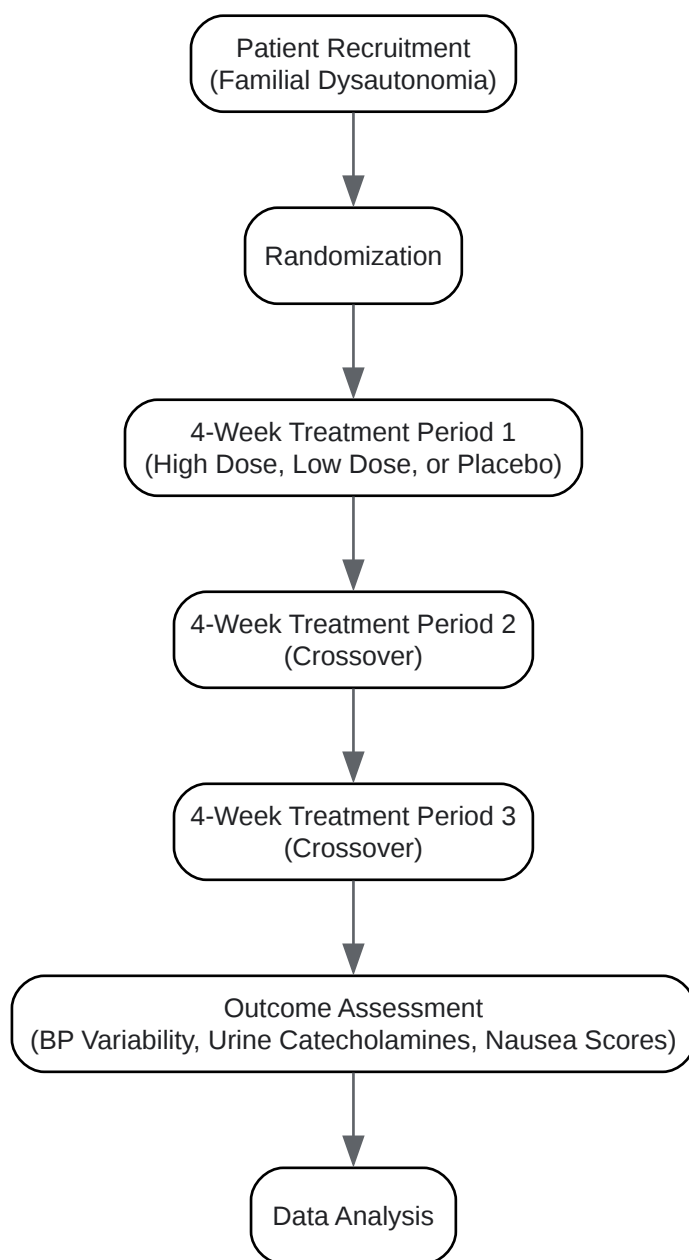 Patient Recruitment
(Familial Dysautonomia)
Randomization
4-Week Treatment Period 1
(High Dose, Low Dose, or Placebo)
4-Week Treatment Period 2
(Crossover)
4-Week Treatment Period 3
(Crossover)
Outcome Assessment
(BP Variability, Urine Catecholamines, Nausea Scores)
Data Analysis